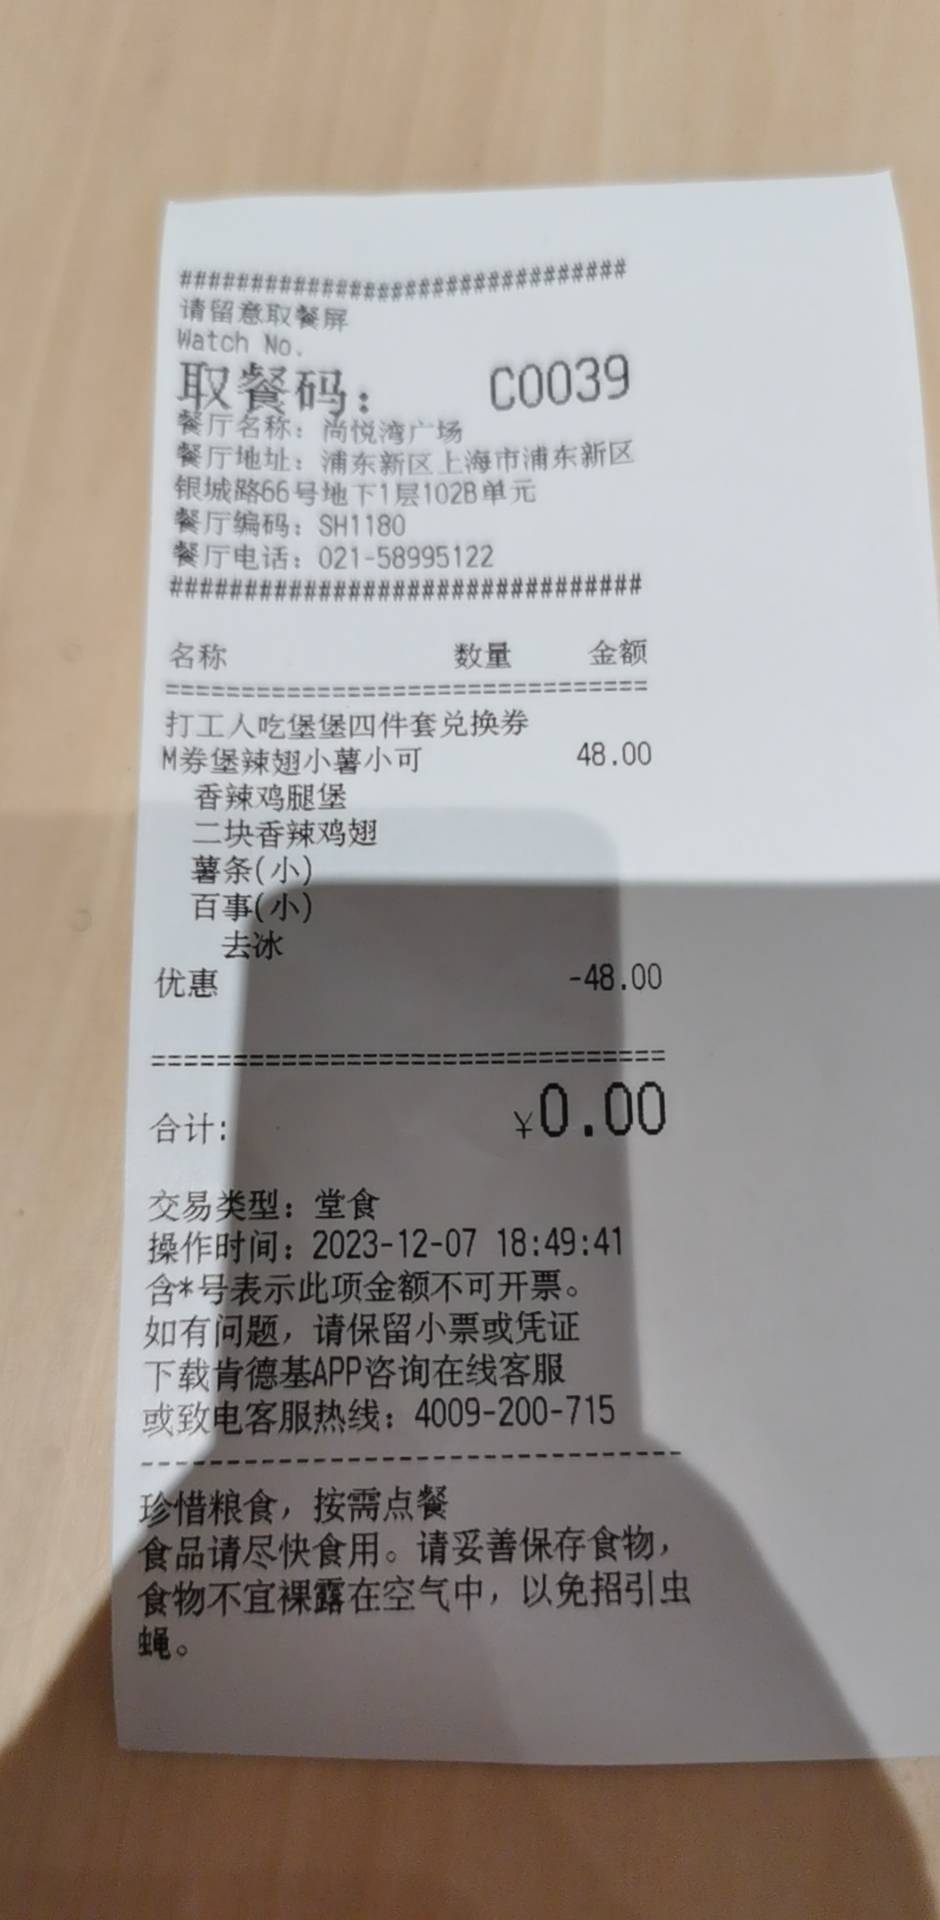 ##############################
请留意取餐屏
Watch No.
取餐码： C0039
餐厅名称：尚悦湾广场
餐厅地址：浦东新区上海市浦东新区
银城路66号地下1层102B单元
餐厅编码：SH1180
餐厅电话：021-58995122
##############################
名称 数量 金额
================================
打工人吃堡堡四件套兑换券
M券堡辣翅小薯小可 48.00
香辣鸡腿堡
二块香辣鸡翅
薯条(小)
百事(小)
去冰
优惠 -48.00
================================
合计: ¥0.00
交易类型：堂食
操作时间：2023-12-07 18:49:41
含*号表示此项金额不可开票。
如有问题，请保留小票或凭证
下载肯德基APP咨询在线客服
或致电客服热线：4009-200-715
--------------------------------
珍惜粮食，按需点餐
食品请尽快食用。请妥善保存食物，
食物不宜裸露在空气中，以免招引虫
蝇。